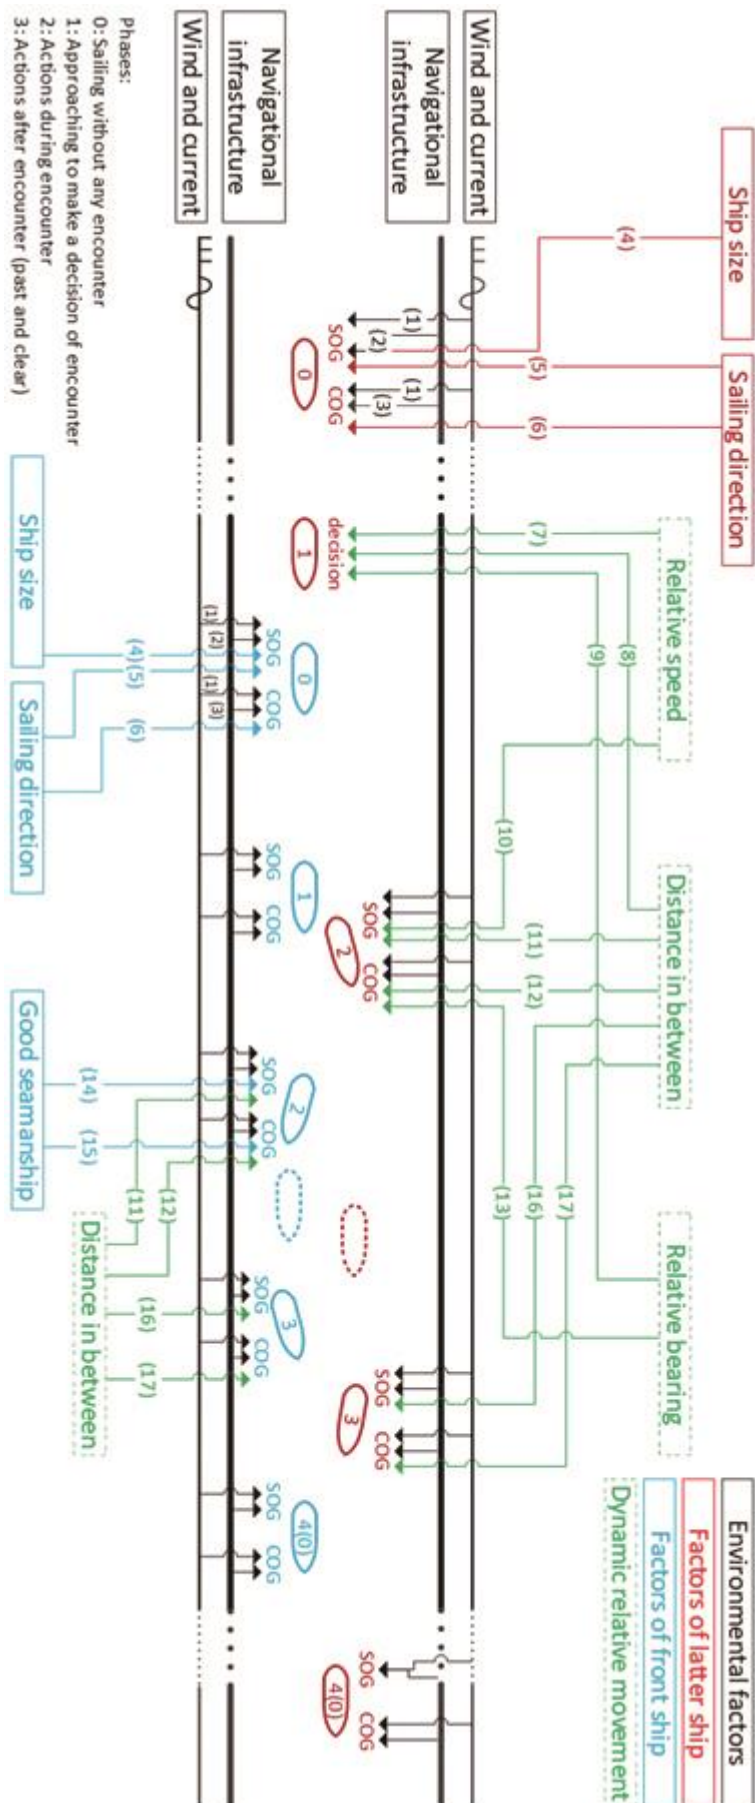 Environmental factors
Factors of latter ship
Factors of front ship
Dynamic relative movement
Ship size
Sailing direction
Relative speed
Distance in between
Relative bearing
(4)
(5)
(6)
(7)
(8)
(9)
(10)
(11)
(12)
(13)
(16)
(17)
Wind and current
Navigational
infrastructure
(1)
(2)
(1)
(3)
SOG
COG
0
decision
1
SOG
COG
2
SOG
COG
3
SOG
COG
4(0)
0
SOG
COG
1
SOG
COG
2
SOG
COG
3
SOG
COG
4(0)
SOG
COG
Navigational
infrastructure
Wind and current
(1)
(2)
(1)
(3)
(4)(5)
(6)
(14)
(15)
(11)
(12)
(16)
(17)
Ship size
Sailing direction
Good seamanship
Distance in between
Phases:
0: Sailing without any encounter
1: Approaching to make a decision of encounter
2: Actions during encounter
3: Actions after encounter (past and clear)